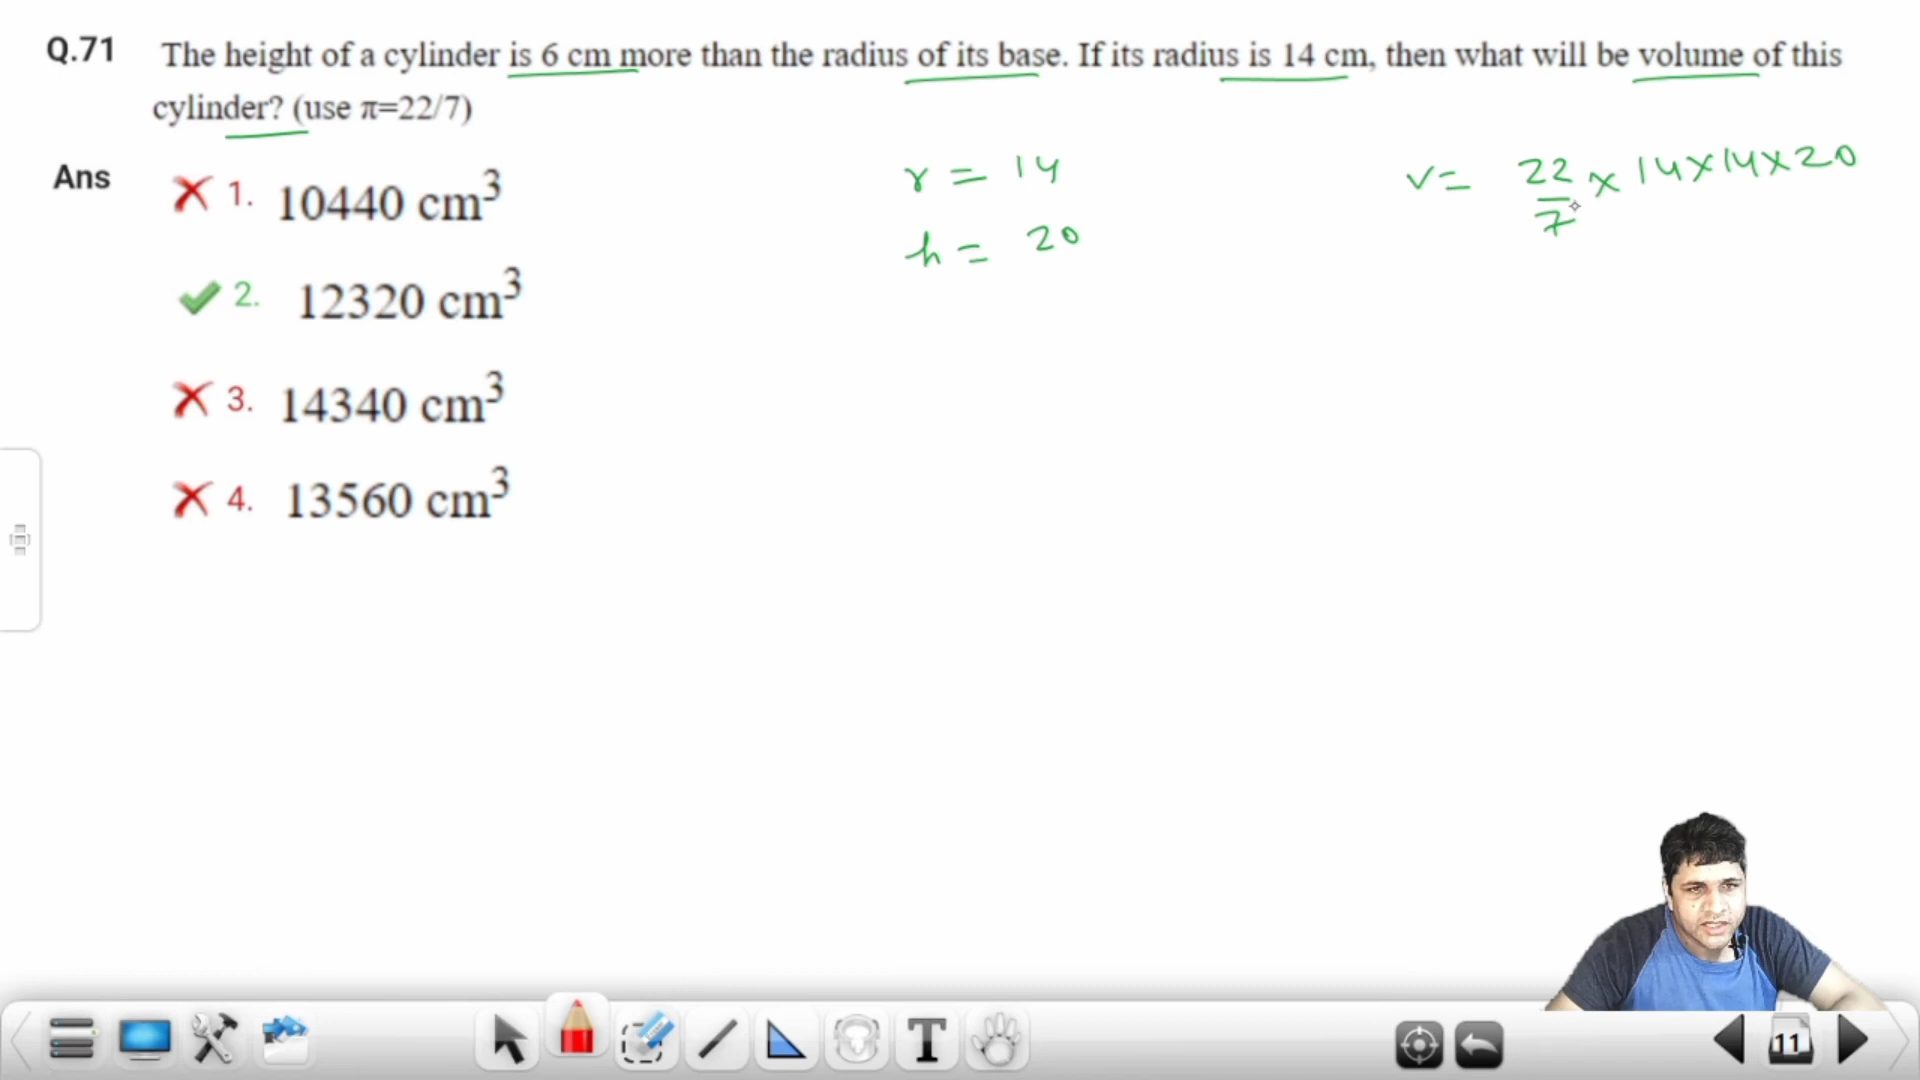 Q.71 The height of a cylinder is 6 cm more than the radius of its base. If its radius is 14 cm, then what will be volume of this
cylinder? (use π=22/7)
Ans
1. 10440 cm³
2. 12320 cm³
3. 14340 cm³
4. 13560 cm³
r = 14
h = 20
V = 22/7 × 14×14×20
T
11